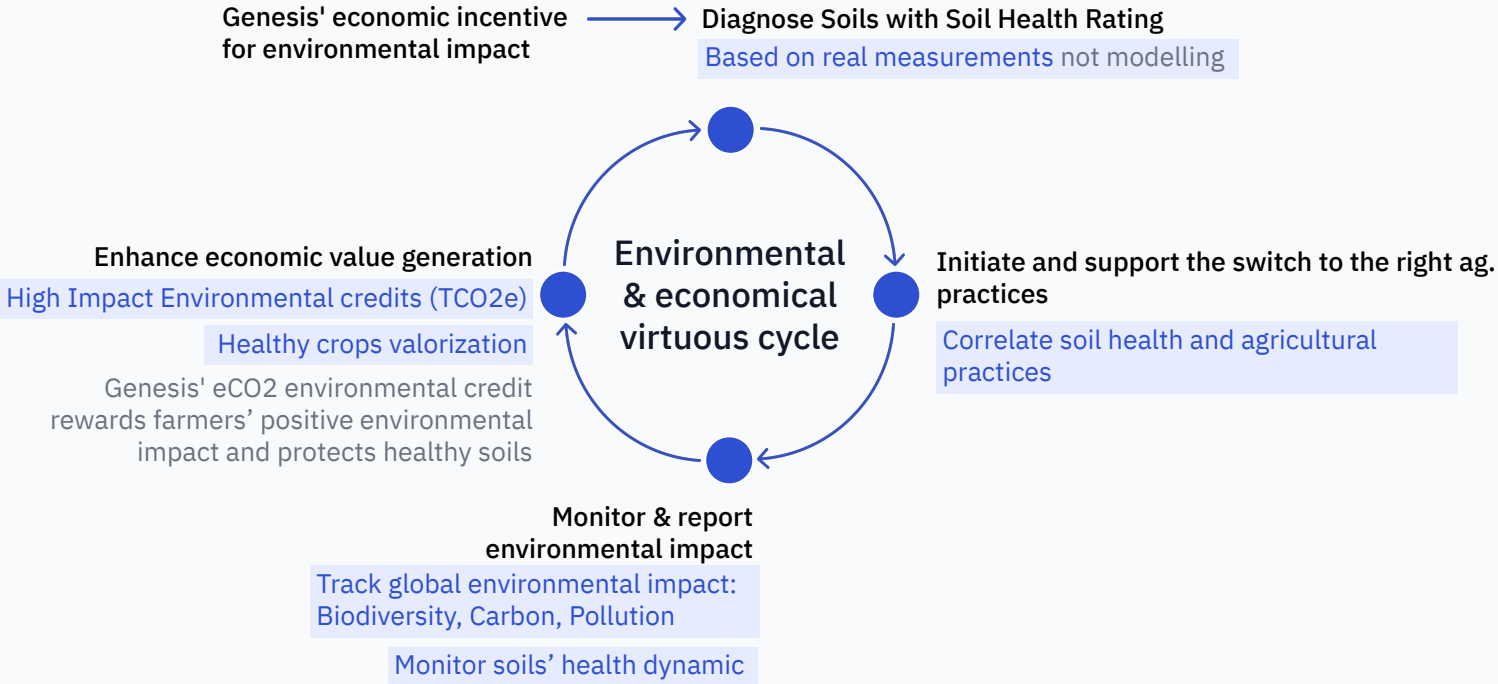 Genesis' economic incentive
for environmental impact
Diagnose Soils with Soil Health Rating
Based on real measurements not modelling
Environmental
& economical
virtuous cycle
Initiate and support the switch to the right ag.
practices
Correlate soil health and agricultural
practices
Monitor & report
environmental impact
Track global environmental impact:
Biodiversity, Carbon, Pollution
Monitor soils’ health dynamic
Enhance economic value generation
High Impact Environmental credits (TCO2e)
Healthy crops valorization
Genesis' eCO2 environmental credit
rewards farmers’ positive environmental
impact and protects healthy soils